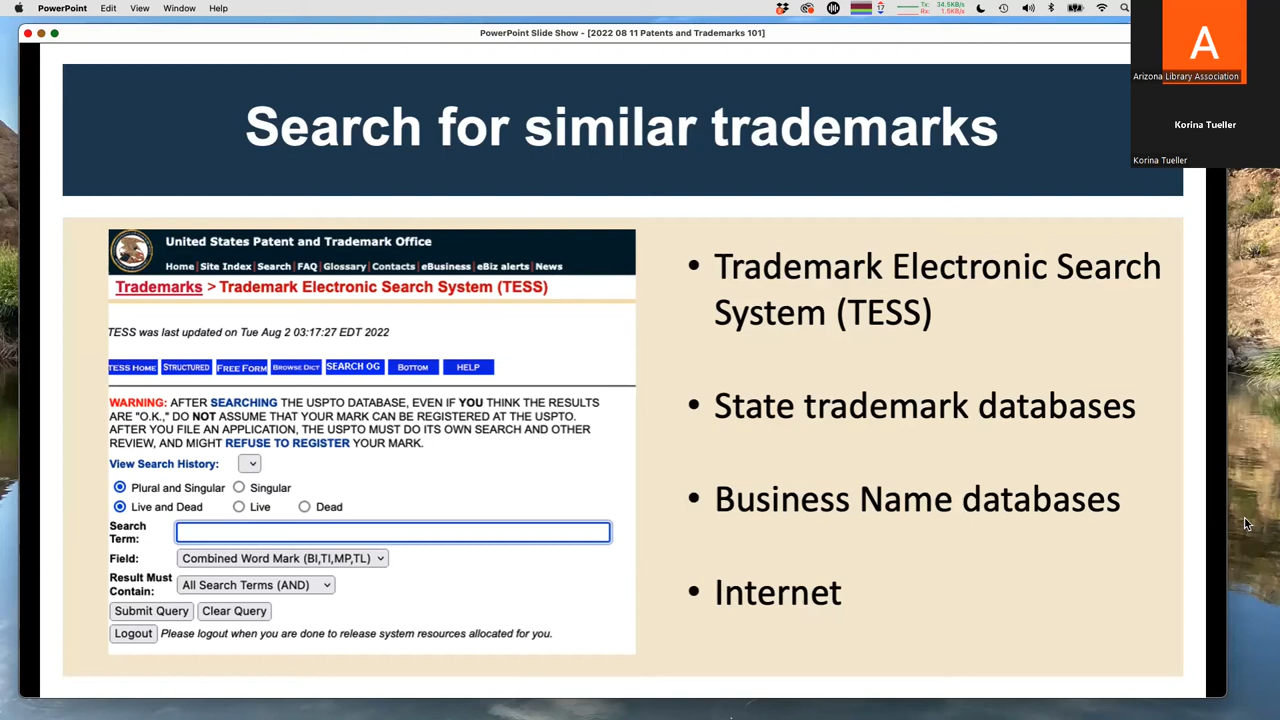 PowerPoint Edit View Window Help
17
Tx: 34.5KB/s
Rx: 1.5KB/s
PowerPoint Slide Show - [2022 08 11 Patents and Trademarks 101]
A
Arizona Library Association
Korina Tueller
Korina Tueller
Search for similar trademarks
United States Patent and Trademark Office
Home|Site Index|Search|FAQ|Glossary|Contacts|eBusiness|eBiz alerts|News
Trademarks > Trademark Electronic Search System (TESS)
TESS was last updated on Tue Aug 2 03:17:27 EDT 2022
TESS HOME STRUCTURED FREE FORM BROWSE DICT SEARCH OG BOTTOM HELP
WARNING: AFTER SEARCHING THE USPTO DATABASE, EVEN IF YOU THINK THE RESULTS
ARE "O.K.," DO NOT ASSUME THAT YOUR MARK CAN BE REGISTERED AT THE USPTO.
AFTER YOU FILE AN APPLICATION, THE USPTO MUST DO ITS OWN SEARCH AND OTHER
REVIEW, AND MIGHT REFUSE TO REGISTER YOUR MARK.
View Search History:
Plural and Singular Singular
Live and Dead Live Dead
Search
Term:
Field: Combined Word Mark (BI,TI,MP,TL)
Result Must
Contain: All Search Terms (AND)
Submit Query Clear Query
Logout Please logout when you are done to release system resources allocated for you.
• Trademark Electronic Search
System (TESS)
• State trademark databases
• Business Name databases
• Internet